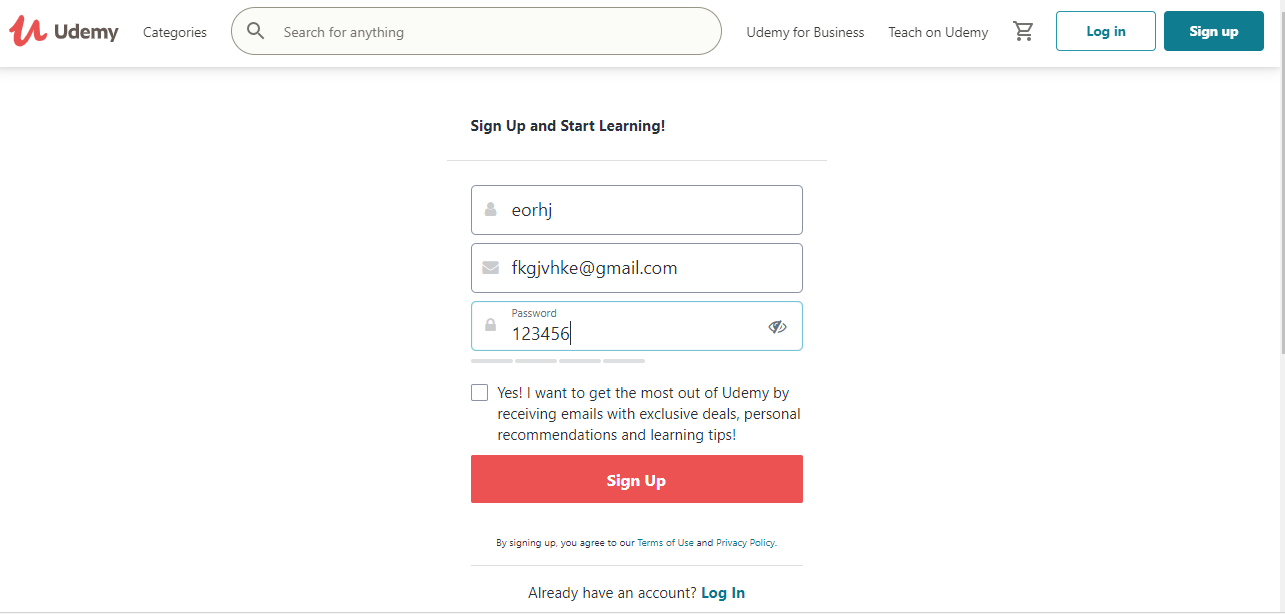 Udemy Categories Search for anything Udemy for Business Teach on Udemy Log in Sign up
Sign Up and Start Learning!
eorhj
fkgjvhke@gmail.com
Password
123456
Yes! I want to get the most out of Udemy by
receiving emails with exclusive deals, personal
recommendations and learning tips!
Sign Up
By signing up, you agree to our Terms of Use and Privacy Policy.
Already have an account? Log In